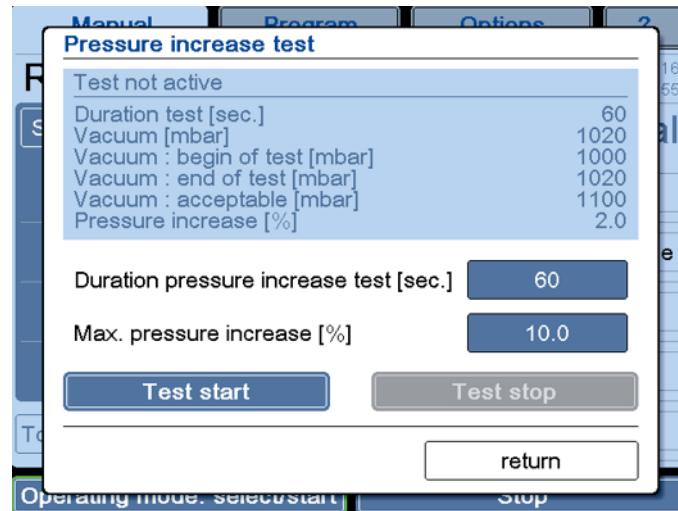 Manual Program Options 2
Pressure increase test
Test not active
Duration test [sec.] 60
Vacuum [mbar] 1020
Vacuum : begin of test [mbar] 1000
Vacuum : end of test [mbar] 1020
Vacuum : acceptable [mbar] 1100
Pressure increase [%] 2.0
Duration pressure increase test [sec.] 60
Max. pressure increase [%] 10.0
Test start Test stop
return
Operating mode: select/start Stop